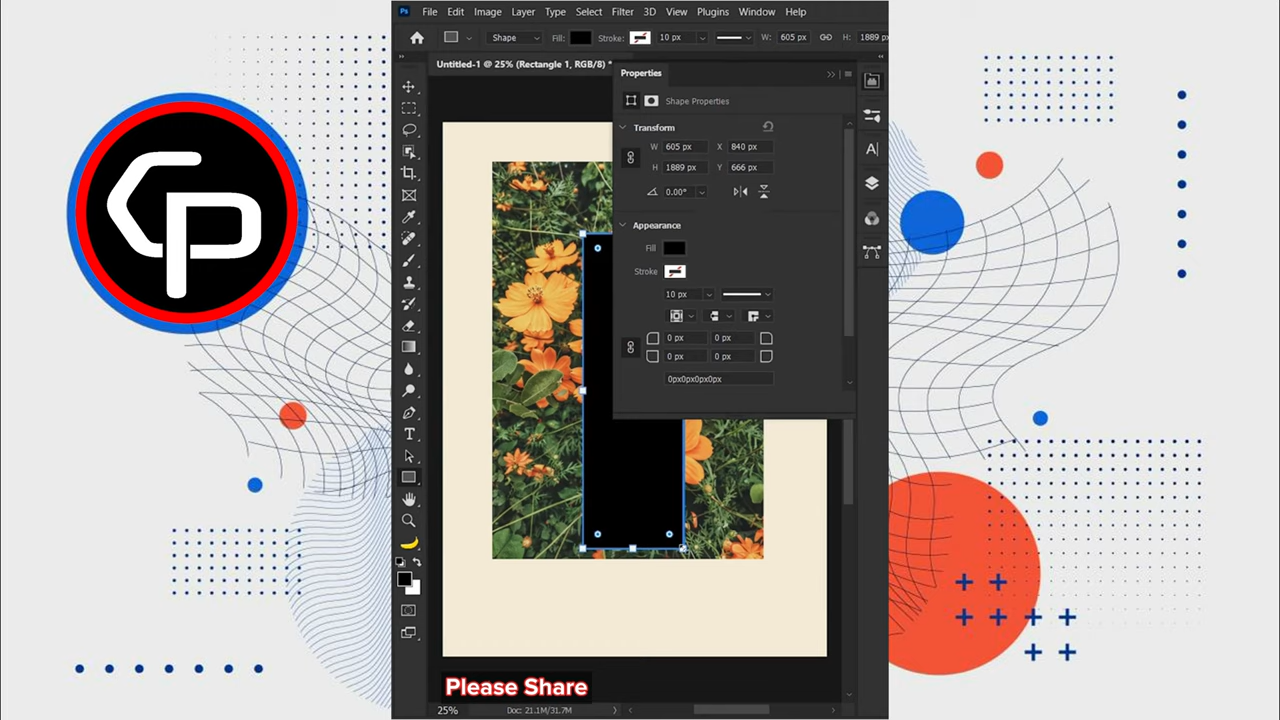 Ps File Edit Image Layer Type Select Filter 3D View Plugins Window Help
Shape Fill: Stroke: 10 px W: 605 px H: 1889 px
Untitled-1 @ 25% (Rectangle 1, RGB/8) *
Properties
Shape Properties
Transform
W 605 px X 840 px
H 1889 px Y 666 px
0.00°
Appearance
Fill
Stroke
10 px
0 px 0 px
0 px 0 px
0px0px0px0px
CP
Please Share
25% Doc: 21.1M/31.7M